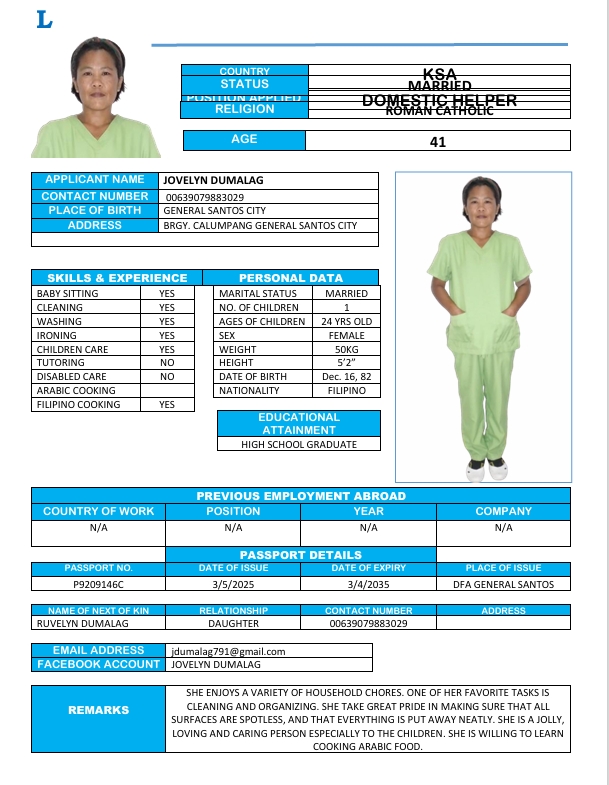 L
COUNTRY KSA
STATUS MARRIED
POSITION APPLIED DOMESTIC HELPER
RELIGION ROMAN CATHOLIC
AGE 41
APPLICANT NAME JOVELYN DUMALAG
CONTACT NUMBER 00639079883029
PLACE OF BIRTH GENERAL SANTOS CITY
ADDRESS BRGY. CALUMPANG GENERAL SANTOS CITY
SKILLS & EXPERIENCE PERSONAL DATA
BABY SITTING YES MARITAL STATUS MARRIED
CLEANING YES NO. OF CHILDREN 1
WASHING YES AGES OF CHILDREN 24 YRS OLD
IRONING YES SEX FEMALE
CHILDREN CARE YES WEIGHT 50KG
TUTORING NO HEIGHT 5’2”
DISABLED CARE NO DATE OF BIRTH Dec. 16, 82
ARABIC COOKING NATIONALITY FILIPINO
FILIPINO COOKING YES
EDUCATIONAL
ATTAINMENT
HIGH SCHOOL GRADUATE
PREVIOUS EMPLOYMENT ABROAD
COUNTRY OF WORK POSITION YEAR COMPANY
N/A N/A N/A N/A
PASSPORT DETAILS
PASSPORT NO. DATE OF ISSUE DATE OF EXPIRY PLACE OF ISSUE
P9209146C 3/5/2025 3/4/2035 DFA GENERAL SANTOS
NAME OF NEXT OF KIN RELATIONSHIP CONTACT NUMBER ADDRESS
RUVELYN DUMALAG DAUGHTER 00639079883029
EMAIL ADDRESS jdumalag791@gmail.com
FACEBOOK ACCOUNT JOVELYN DUMALAG
REMARKS
SHE ENJOYS A VARIETY OF HOUSEHOLD CHORES. ONE OF HER FAVORITE TASKS IS
CLEANING AND ORGANIZING. SHE TAKE GREAT PRIDE IN MAKING SURE THAT ALL
SURFACES ARE SPOTLESS, AND THAT EVERYTHING IS PUT AWAY NEATLY. SHE IS A JOLLY,
LOVING AND CARING PERSON ESPECIALLY TO THE CHILDREN. SHE IS WILLING TO LEARN
COOKING ARABIC FOOD.